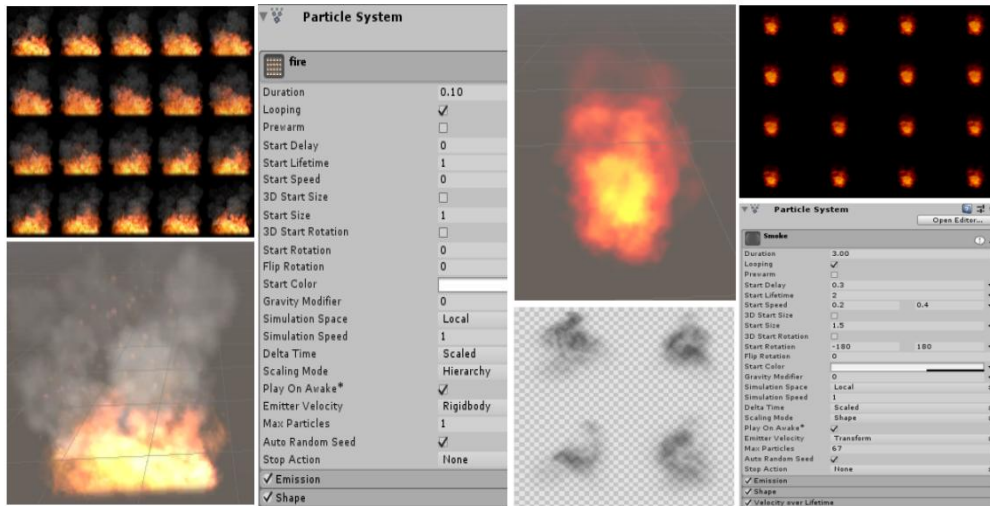 Particle System
fire
Duration 0.10
Looping
Prewarm
Start Delay 0
Start Lifetime 1
Start Speed 0
3D Start Size
Start Size 1
3D Start Rotation
Start Rotation 0
Flip Rotation 0
Start Color
Gravity Modifier 0
Simulation Space Local
Simulation Speed 1
Delta Time Scaled
Scaling Mode Hierarchy
Play On Awake*
Emitter Velocity Rigidbody
Max Particles 1
Auto Random Seed
Stop Action None
Emission
Shape
Particle System
Open Editor...
Smoke
Duration 3.00
Looping
Prewarm
Start Delay 0.3
Start Lifetime 2
Start Speed 0.2 0.4
3D Start Size
Start Size 1.5
3D Start Rotation
Start Rotation -180 180
Flip Rotation 0
Start Color
Gravity Modifier 0
Simulation Space Local
Simulation Speed 1
Delta Time Scaled
Scaling Mode Shape
Play On Awake*
Emitter Velocity Transform
Max Particles 67
Auto Random Seed
Stop Action None
Emission
Shape
Velocity over Lifetime